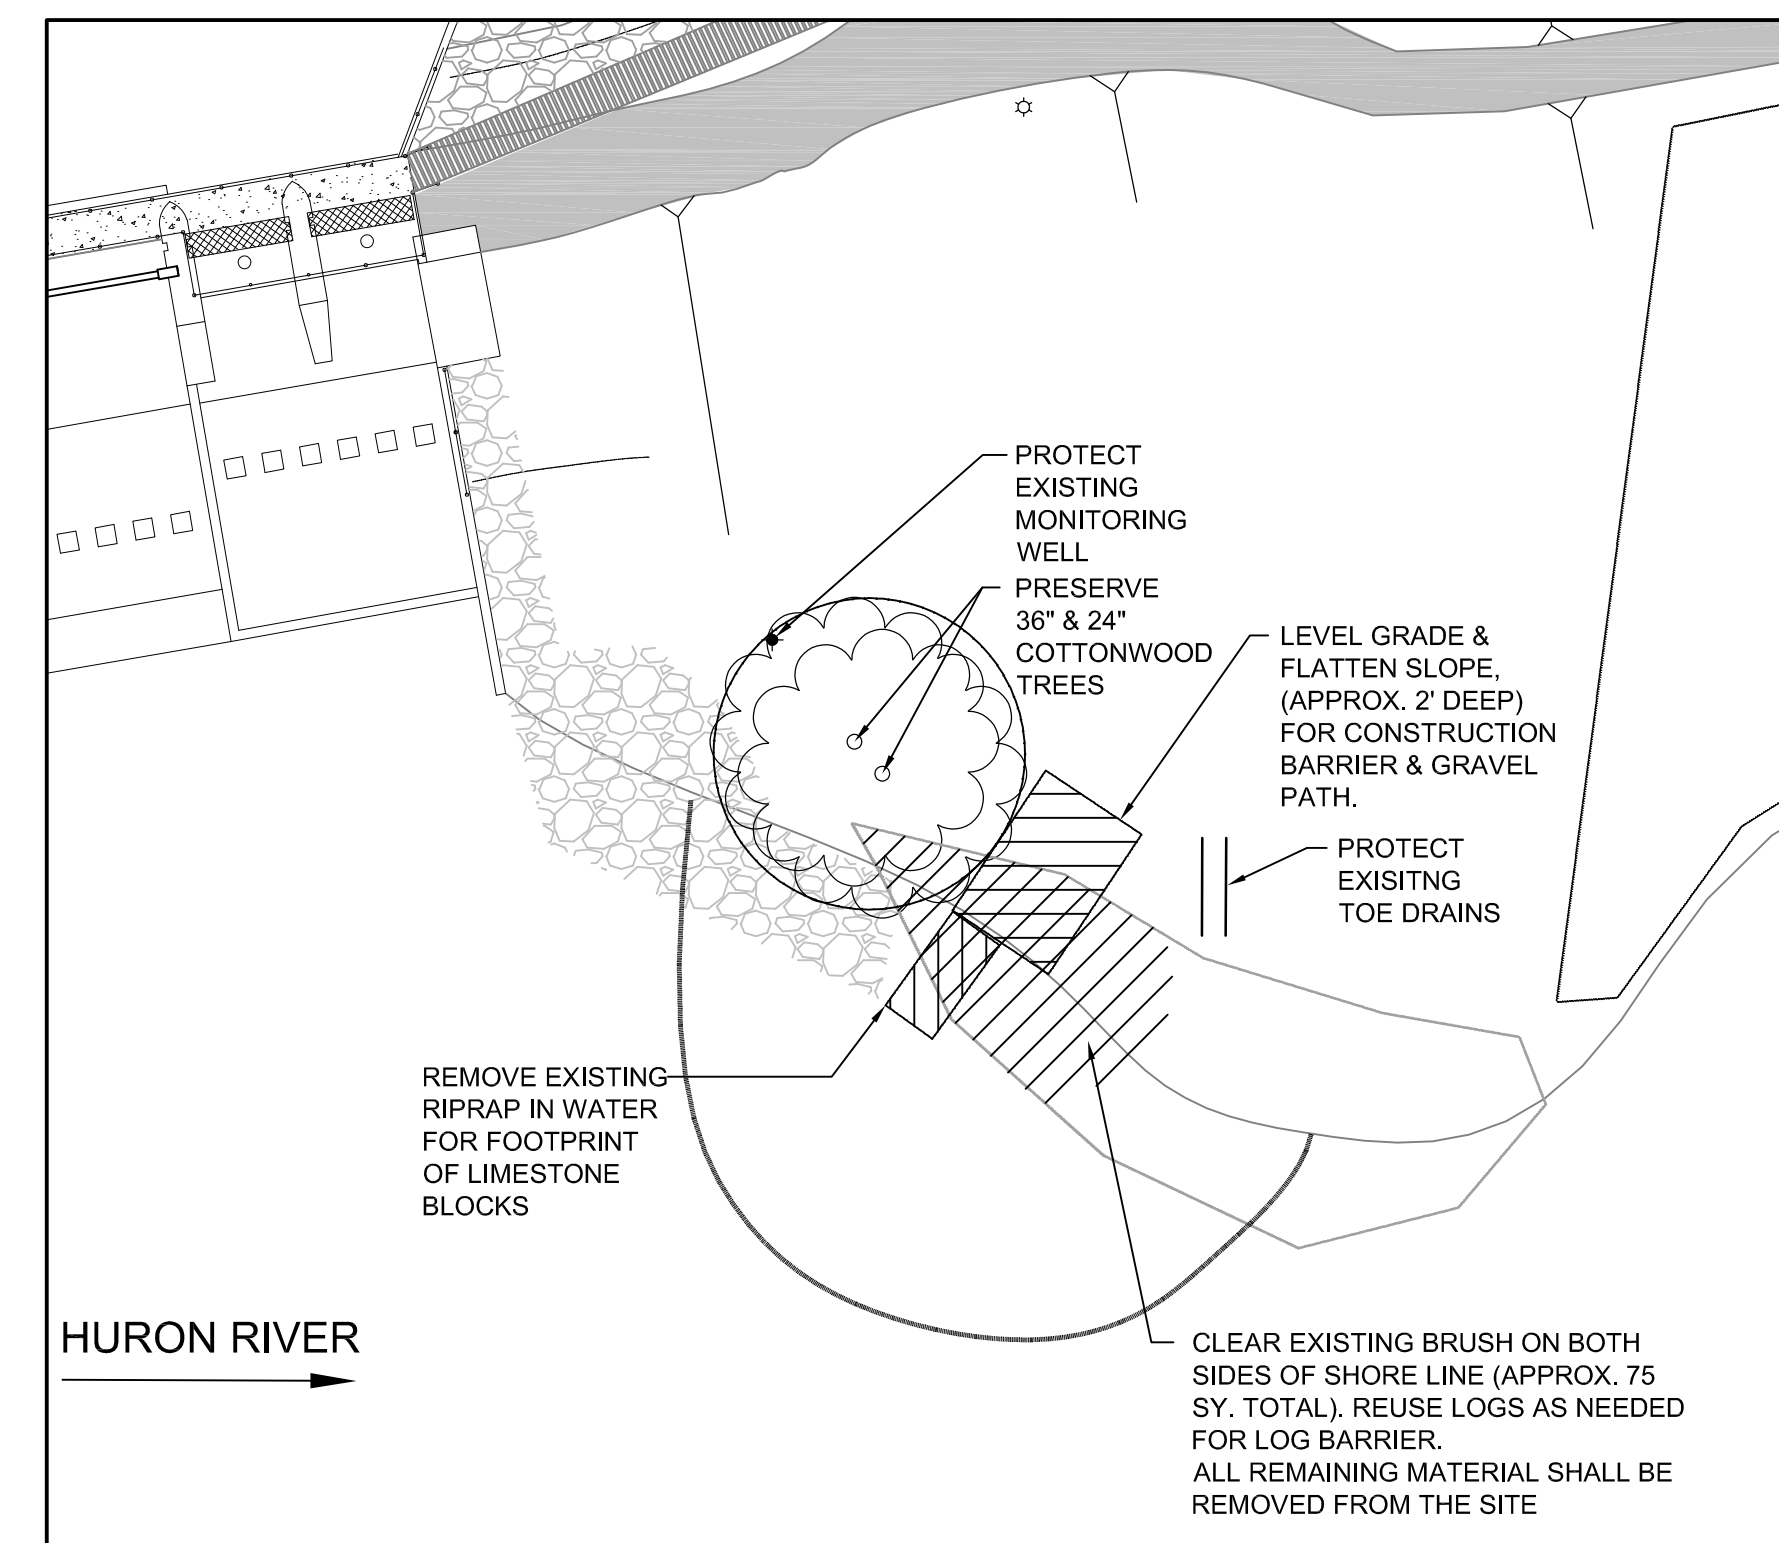 PROTECT
EXISTING
MONITORING
WELL
PRESERVE
36" & 24"
COTTONWOOD
TREES
LEVEL GRADE &
FLATTEN SLOPE,
(APPROX. 2' DEEP)
FOR CONSTRUCTION
BARRIER & GRAVEL
PATH.
PROTECT
EXISITNG
TOE DRAINS
REMOVE EXISTING
RIPRAP IN WATER
FOR FOOTPRINT
OF LIMESTONE
BLOCKS
HURON RIVER
CLEAR EXISTING BRUSH ON BOTH
SIDES OF SHORE LINE (APPROX. 75
SY. TOTAL). REUSE LOGS AS NEEDED
FOR LOG BARRIER.
ALL REMAINING MATERIAL SHALL BE
REMOVED FROM THE SITE